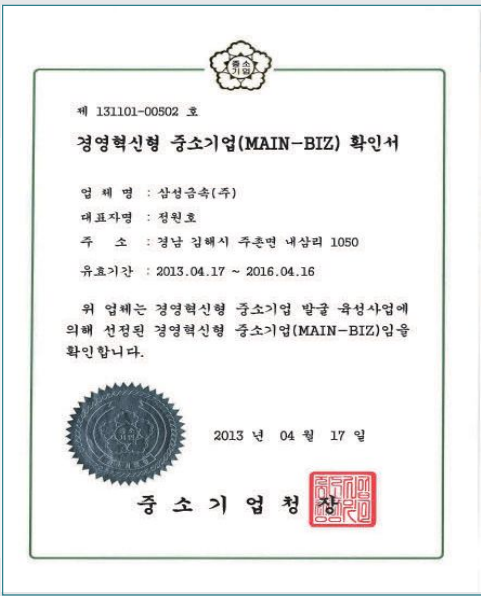 중소
기업
제 131101-00502 호
경영혁신형 중소기업(MAIN-BIZ) 확인서
업 체 명 : 삼성금속(주)
대표자명 : 정원호
주 소 : 경남 김해시 주촌면 내삼리 1050
유효기간 : 2013.04.17 ~ 2016.04.16
위 업체는 경영혁신형 중소기업 발굴 육성사업에
의해 선정된 경영혁신형 중소기업(MAIN-BIZ)임을
확인합니다.
중소
기업
2013 년 04 월 17 일
중 소 기 업 청 장